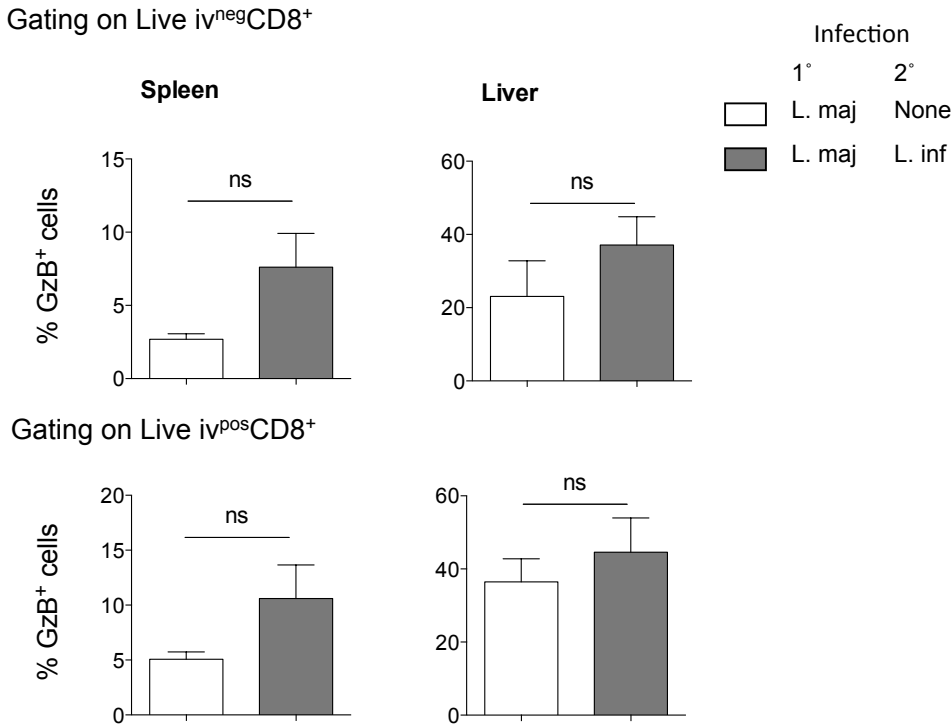 Gating on Live ivⁿᵉᵍCD8⁺
Infection
1° 2°
L. maj None
L. maj L. inf
Spleen
Liver
% GzB⁺ cells
15
10
5
0
ns
60
40
20
0
ns
Gating on Live ivᵖᵒˢCD8⁺
% GzB⁺ cells
20
15
10
5
0
ns
60
40
20
0
ns